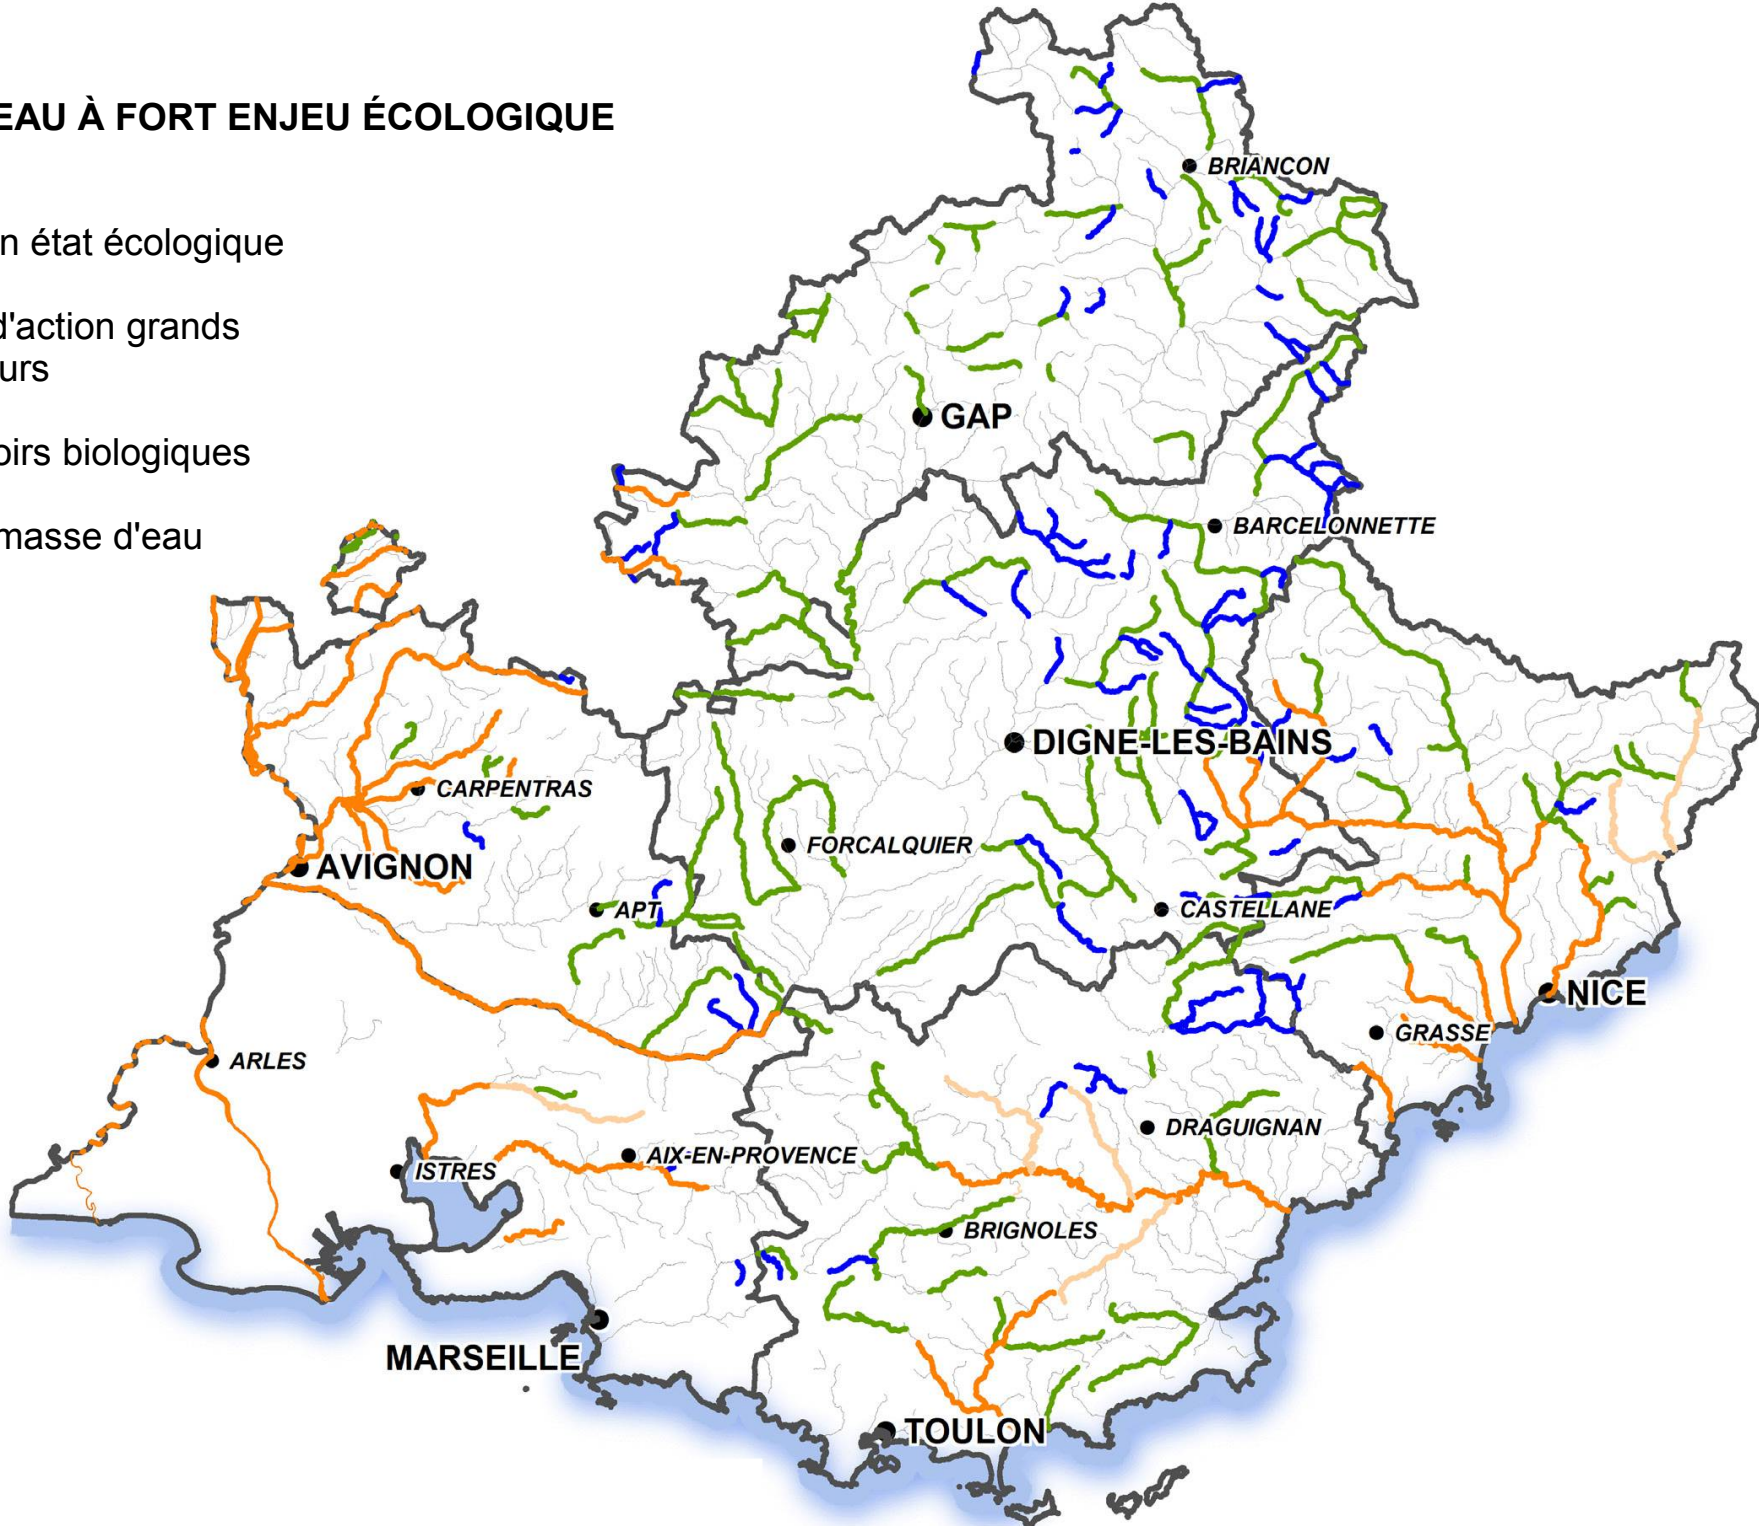 EAU À FORT ENJEU ÉCOLOGIQUE
n état écologique
d'action grands
urs
oirs biologiques
masse d'eau
BRIANCON
GAP
BARCELONNETTE
DIGNE-LES-BAINS
CARPENTRAS
FORCALQUIER
AVIGNON
APT
CASTELLANE
NICE
GRASSE
ARLES
DRAGUIGNAN
AIX-EN-PROVENCE
ISTRES
BRIGNOLES
MARSEILLE
TOULON